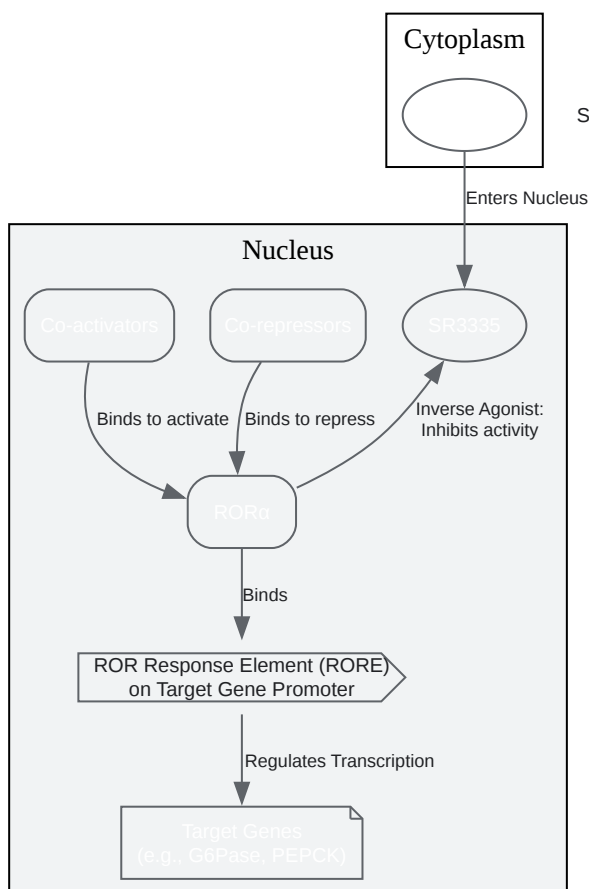 Cytoplasm
S
Enters Nucleus
Nucleus
Co-activators
Co-repressors
SR3335
Binds to activate
Binds to repress
Inverse Agonist:
Inhibits activity
RORα
Binds
ROR Response Element (RORE)
on Target Gene Promoter
Regulates Transcription
Target Genes
(e.g., G6Pase, PEPCK)